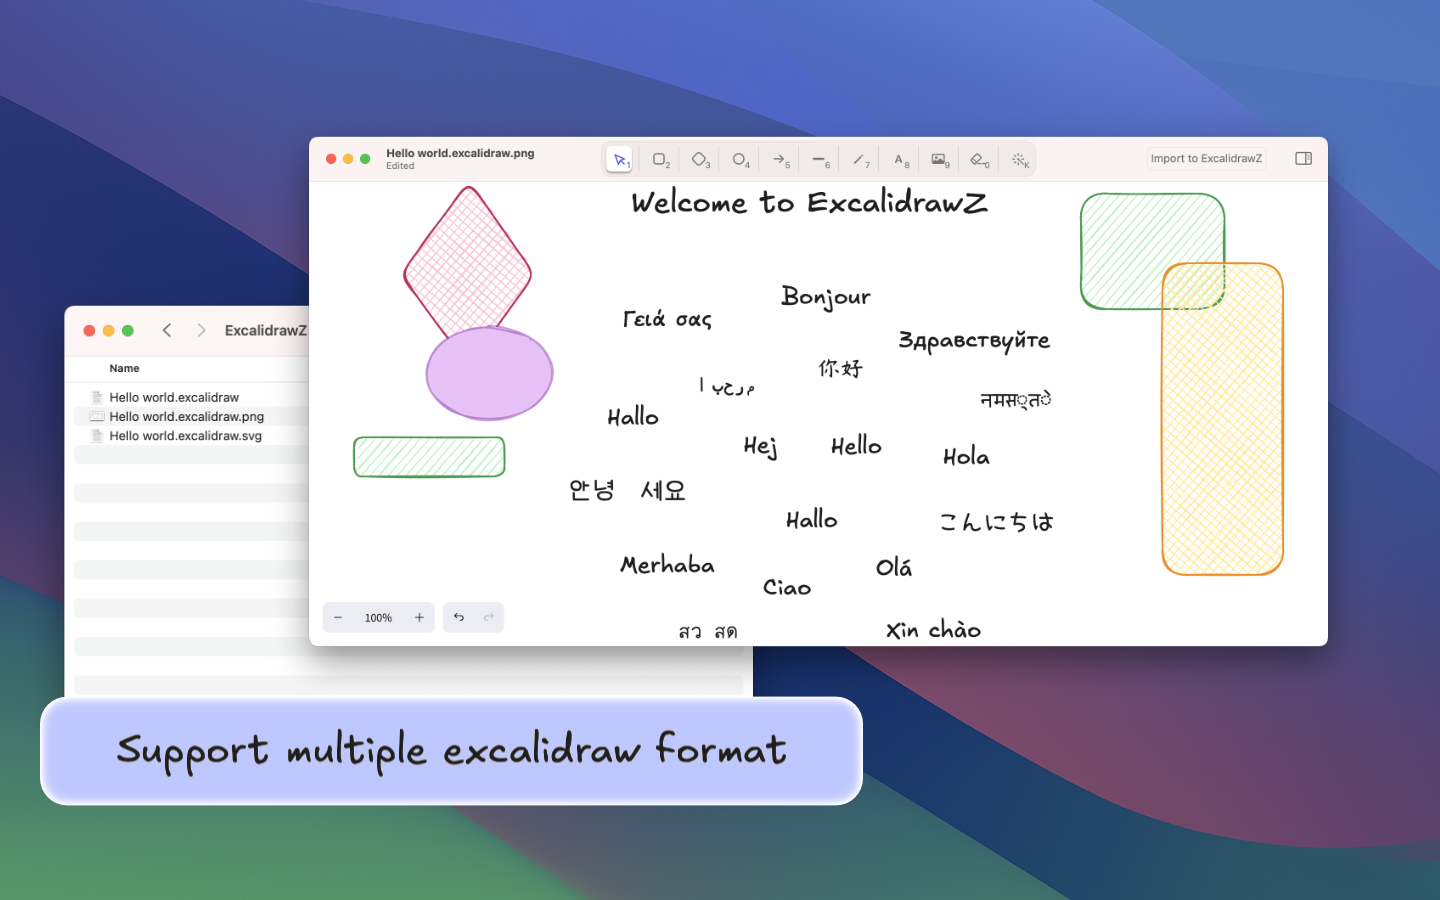 Hello world.excalidraw.png
Edited
1
2
3
4
5
6
7
A 8
9
0
K
Import to ExcalidrawZ
Welcome to ExcalidrawZ
Bonjour
Γειά σας
Здравствуйте
你好
م ر ح ب ا
नमस्ते
Hallo
Hej
Hello
Hola
안녕 세요
Hallo
こんにちは
Merhaba
Olá
Ciao
สว สด
Xin chào
100%
ExcalidrawZ
Name
Hello world.excalidraw
Hello world.excalidraw.png
Hello world.excalidraw.svg
Support multiple excalidraw format